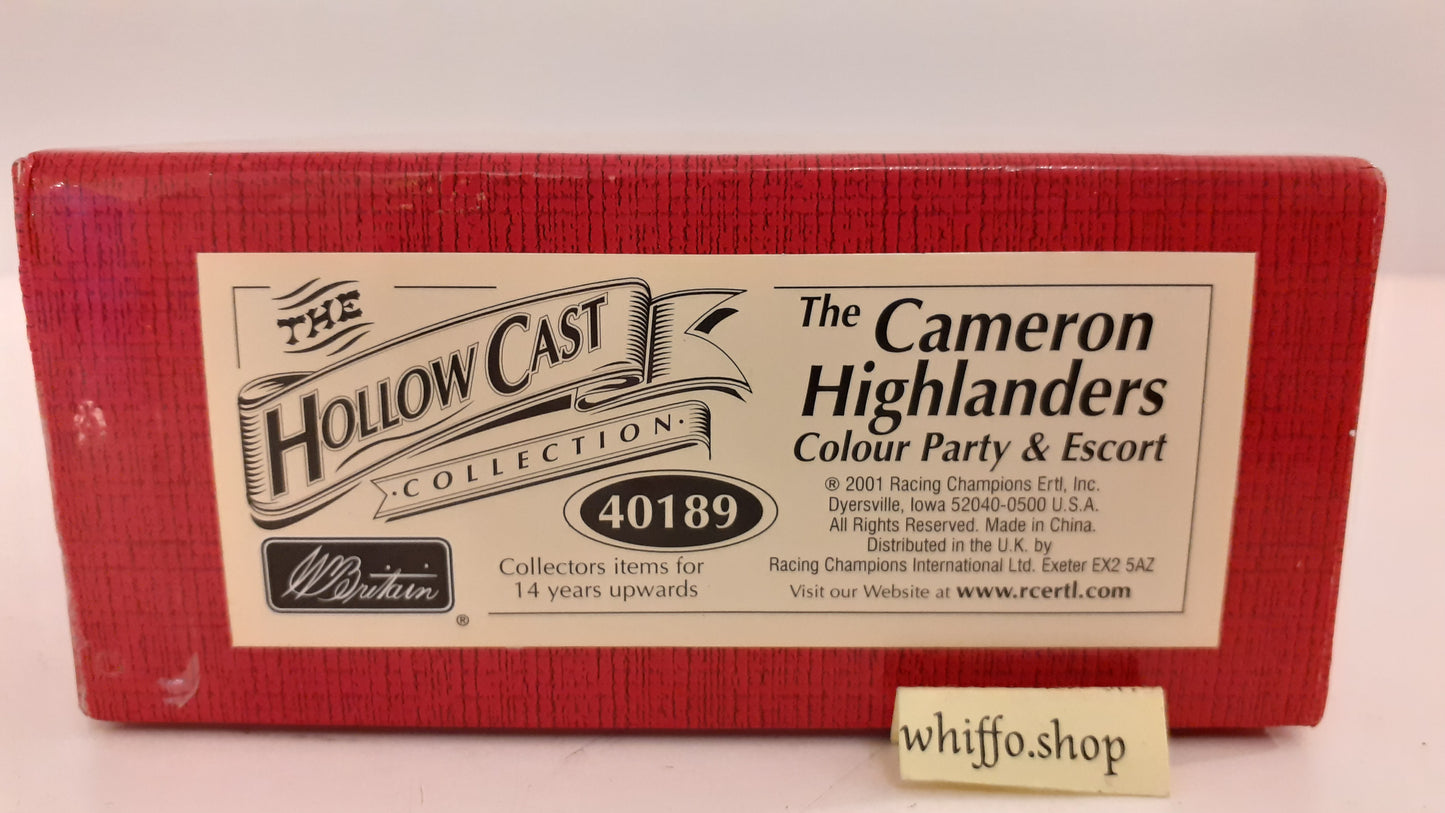 THE
HOLLOW CAST
·COLLECTION·
40189
W Britain
®
Collectors items for
14 years upwards
The Cameron
Highlanders
Colour Party & Escort
® 2001 Racing Champions Ertl, Inc.
Dyersville, Iowa 52040-0500 U.S.A.
All Rights Reserved. Made in China.
Distributed in the U.K. by
Racing Champions International Ltd. Exeter EX2 5AZ
Visit our Website at www.rcertl.com
whiffo.shop